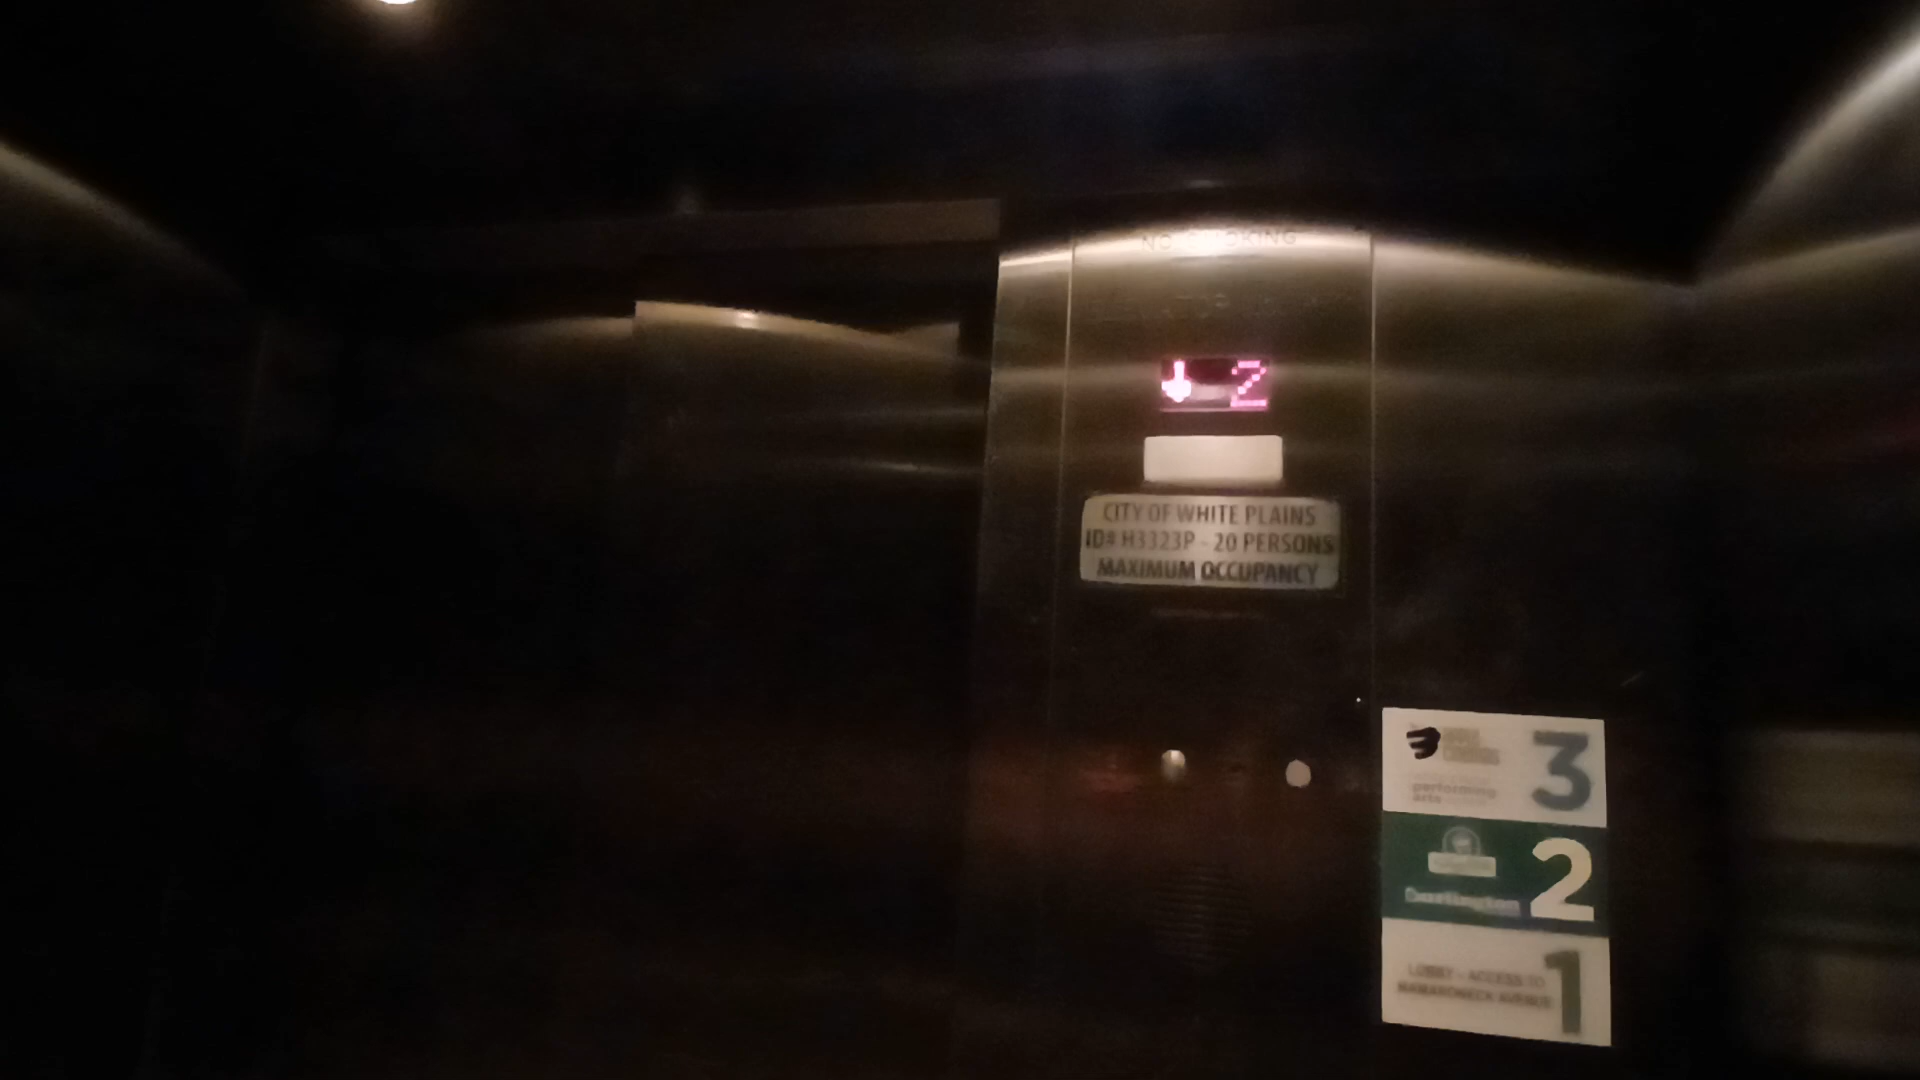 NO SMOKING
↓ 2
CITY OF WHITE PLAINS
ID# H3323P - 20 PERSONS
MAXIMUM OCCUPANCY
3
performing
arts
2
Darlington
1
LOBBY - ACCESS TO
MAMARONECK AVENUE